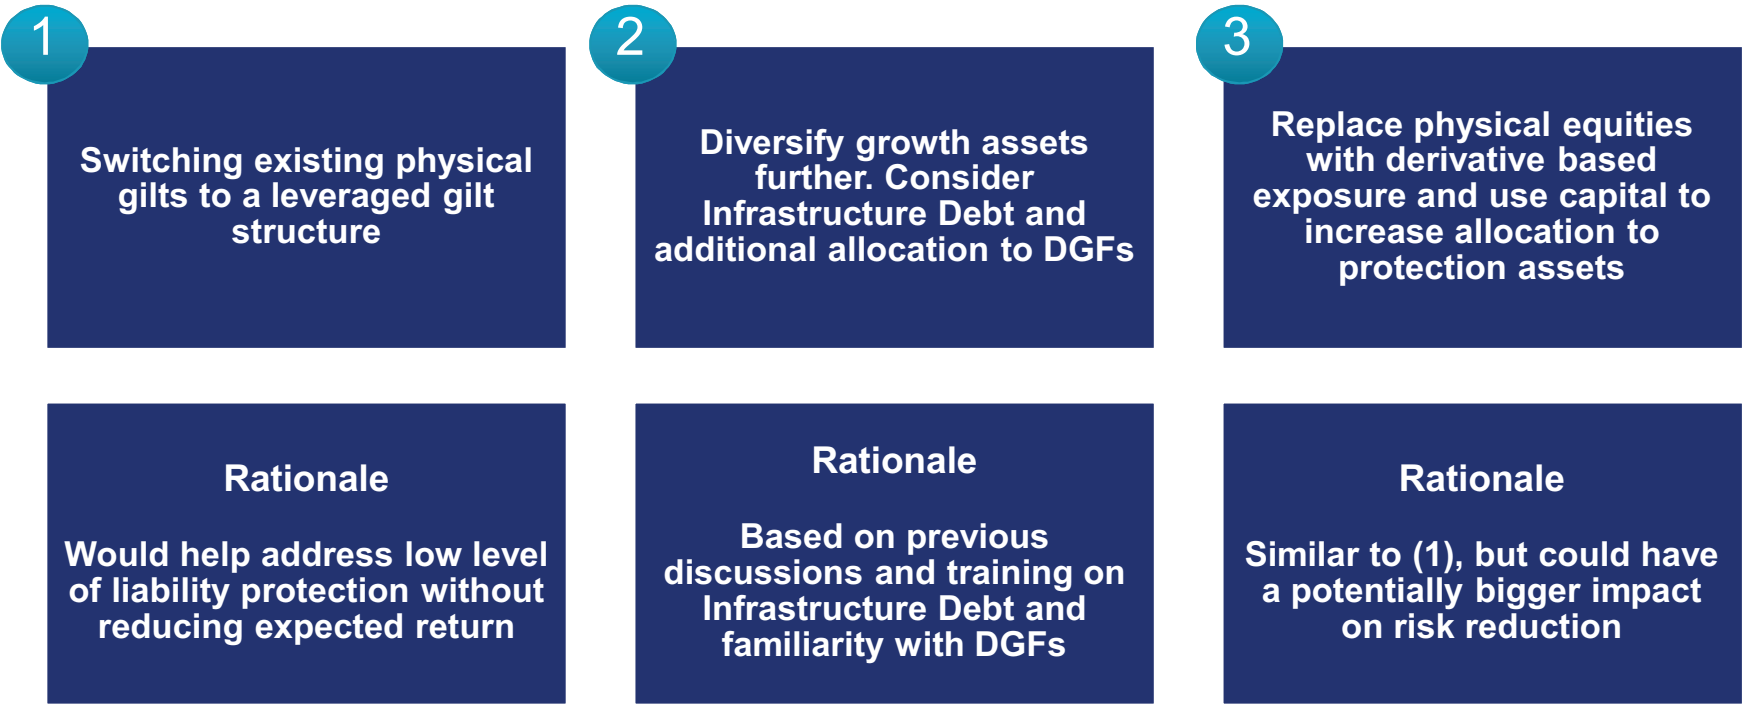 1
Switching existing physical
gilts to a leveraged gilt
structure
2
Diversify growth assets
further. Consider
Infrastructure Debt and
additional allocation to DGFs
3
Replace physical equities
with derivative based
exposure and use capital to
increase allocation to
protection assets
Rationale
Would help address low level
of liability protection without
reducing expected return
Rationale
Based on previous
discussions and training on
Infrastructure Debt and
familiarity with DGFs
Rationale
Similar to (1), but could have
a potentially bigger impact
on risk reduction